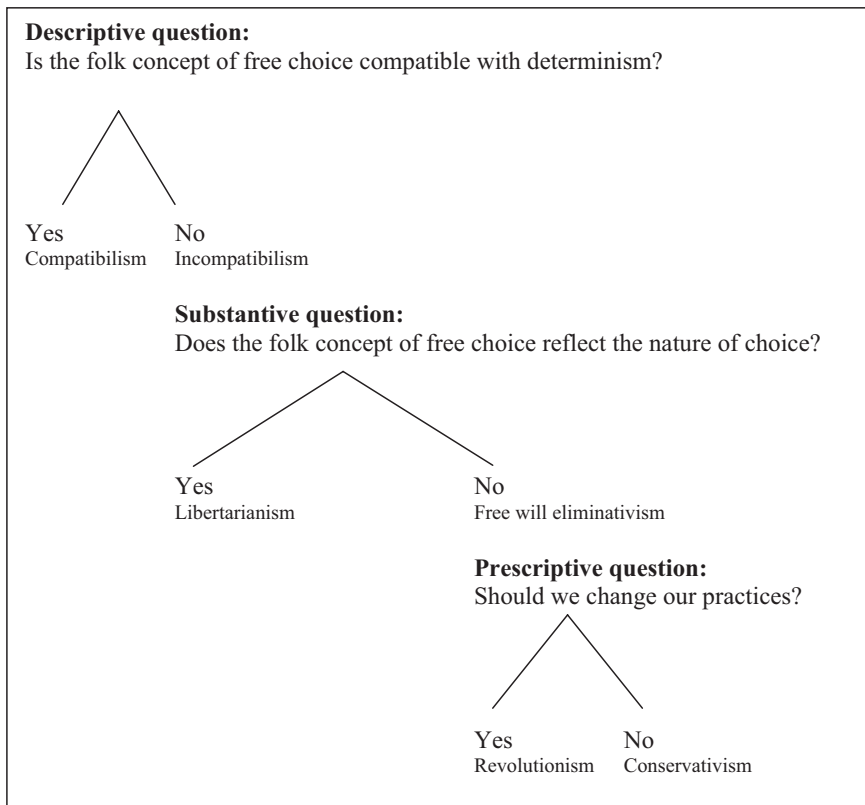 Descriptive question:
Is the folk concept of free choice compatible with determinism?
Yes No
Compatibilism Incompatibilism
Substantive question:
Does the folk concept of free choice reflect the nature of choice?
Yes No
Libertarianism Free will eliminativism
Prescriptive question:
Should we change our practices?
Yes No
Revolutionism Conservativism